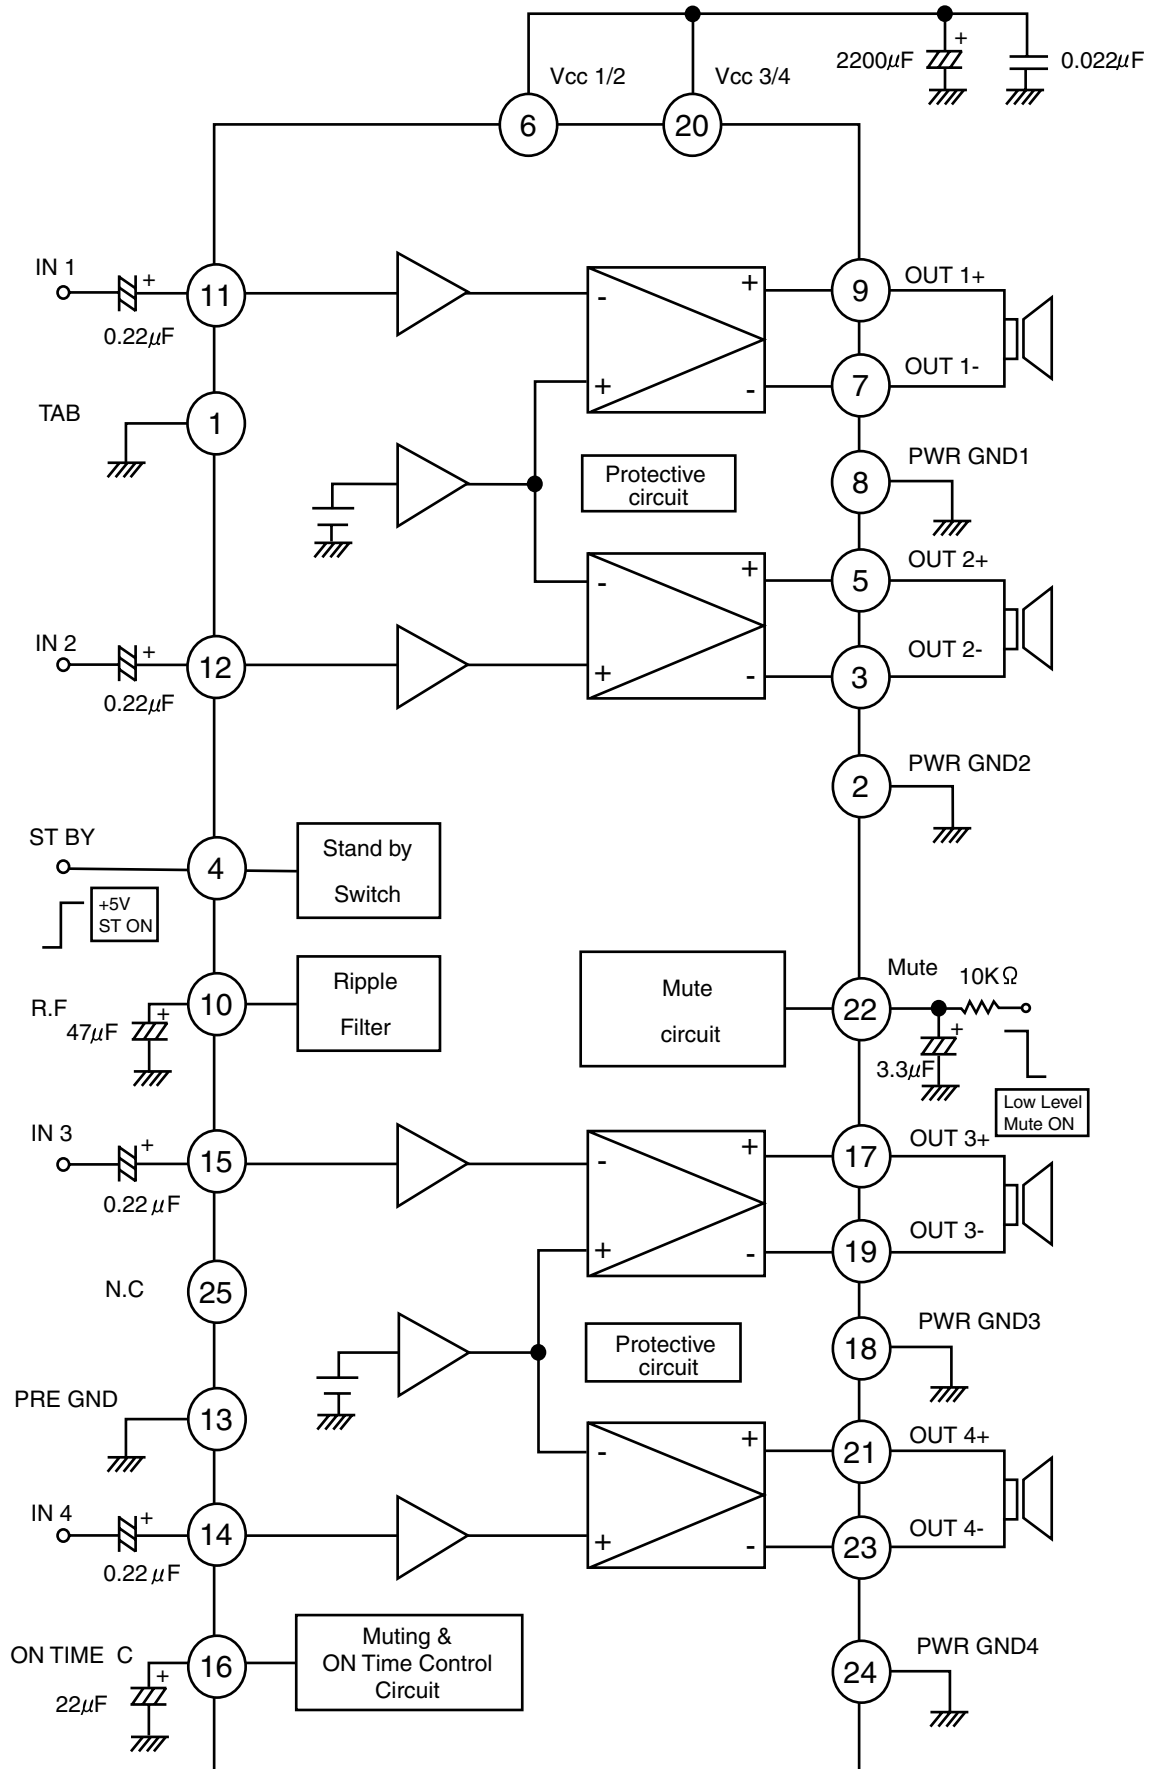 2200μF
+
0.022μF
Vcc 1/2
Vcc 3/4
6
20
IN 1
+
0.22μF
11
-
+
+
-
9
OUT 1+
7
OUT 1-
TAB
1
Protective
circuit
8
PWR GND1
IN 2
+
0.22μF
12
-
+
+
-
5
OUT 2+
3
OUT 2-
2
PWR GND2
ST BY
4
Stand by
Switch
+5V
ST ON
R.F
47μF
+
10
Ripple
Filter
Mute
circuit
22
Mute
10KΩ
+
3.3μF
Low Level
Mute ON
IN 3
+
0.22 μF
15
-
+
+
-
17
OUT 3+
19
OUT 3-
N.C
25
Protective
circuit
18
PWR GND3
PRE GND
13
IN 4
+
0.22 μF
14
-
+
+
-
21
OUT 4+
23
OUT 4-
ON TIME C
+
22μF
16
Muting &
ON Time Control
Circuit
24
PWR GND4